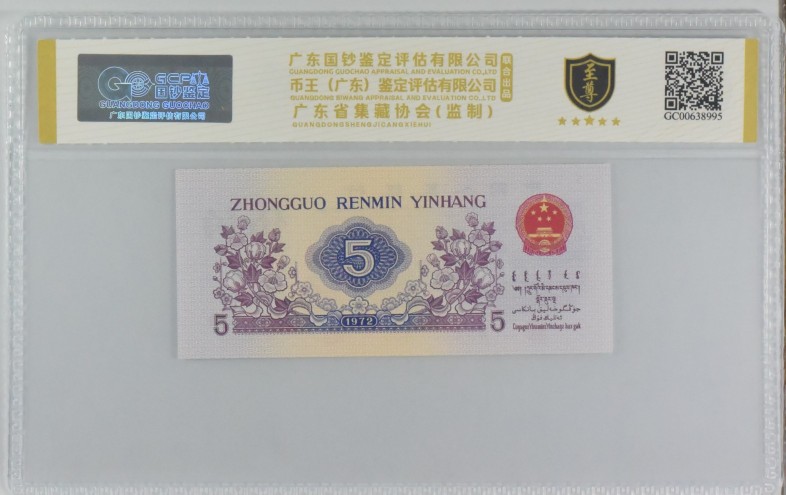 GCPA
国钞鉴定
GUANGDONG GUOCHAO
广东国钞鉴定评估有限公司
广东国钞鉴定评估有限公司
GUANGDONG GUOCHAO APPRAISAL AND EVALUATION CO.,LTD
币王（广东）鉴定评估有限公司
GUANGDONG BIWANG APPRAISAL AND EVALUATION CO.,LTD
广东省集藏协会(监制)
GUANGDONGSHENGJICANGXIEHUI
联合出品
至尊
GC00638995
ZHONGGUO RENMIN YINHANG
5
5
1972
5